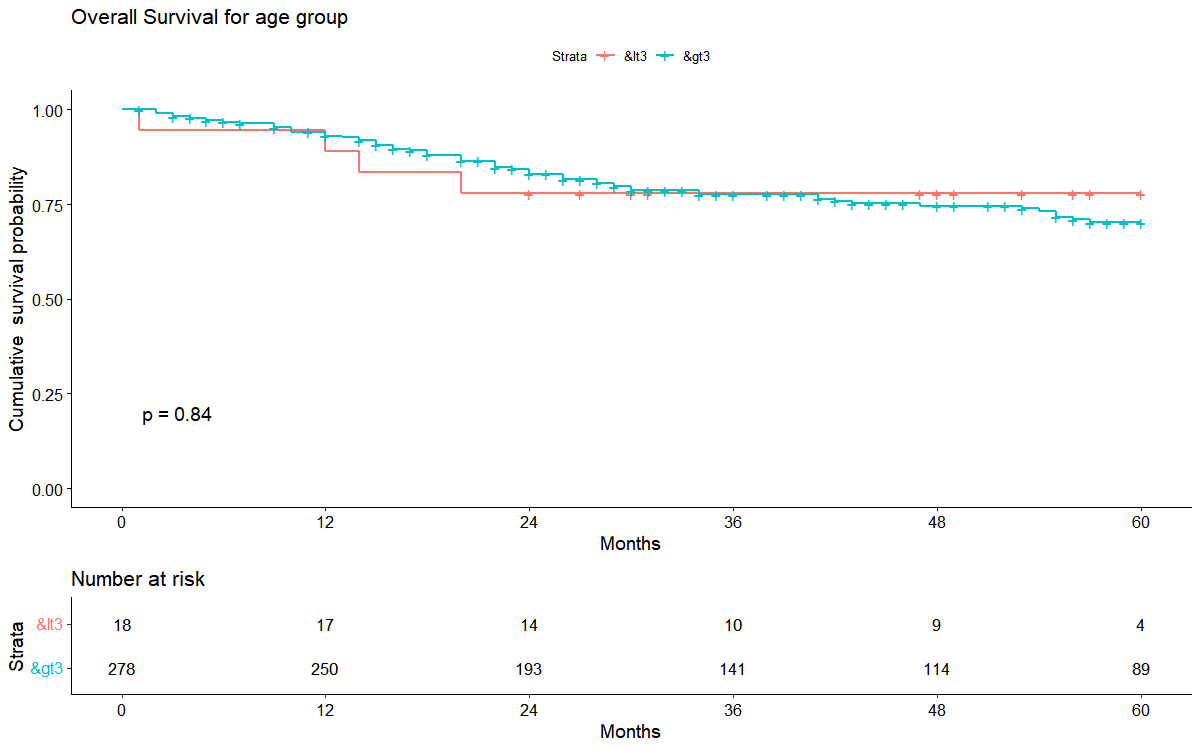 Overall Survival for age group
Strata &lt3 &gt3
Cumulative  survival probability
1.00
0.75
0.50
0.25
0.00
p = 0.84
0 12 24 36 48 60
Months
Number at risk
Strata
&lt3 18 17 14 10 9 4
&gt3 278 250 193 141 114 89
0 12 24 36 48 60
Months